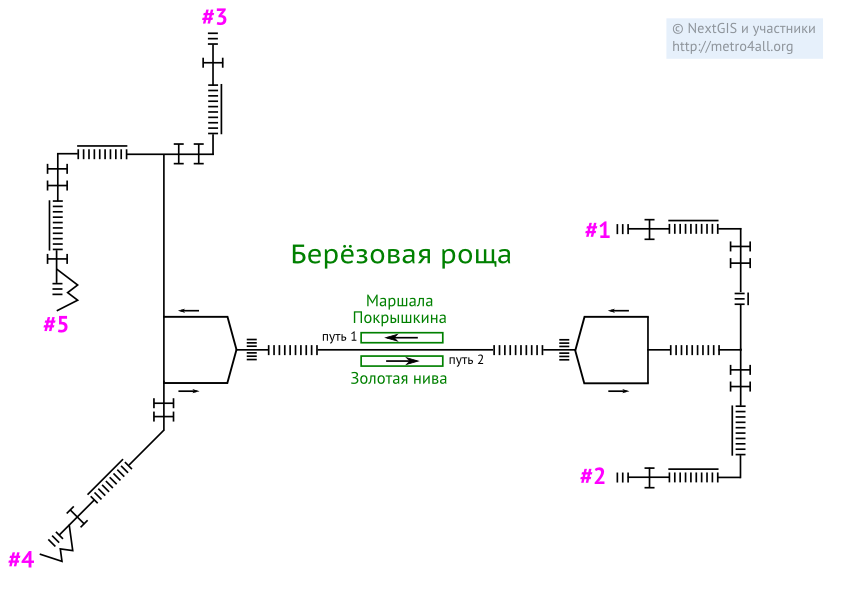 #3
© NextGIS и участники
http://metro4all.org
#1
Берёзовая роща
Маршала
Покрышкина
#5
путь 1
путь 2
Золотая нива
#2
#4